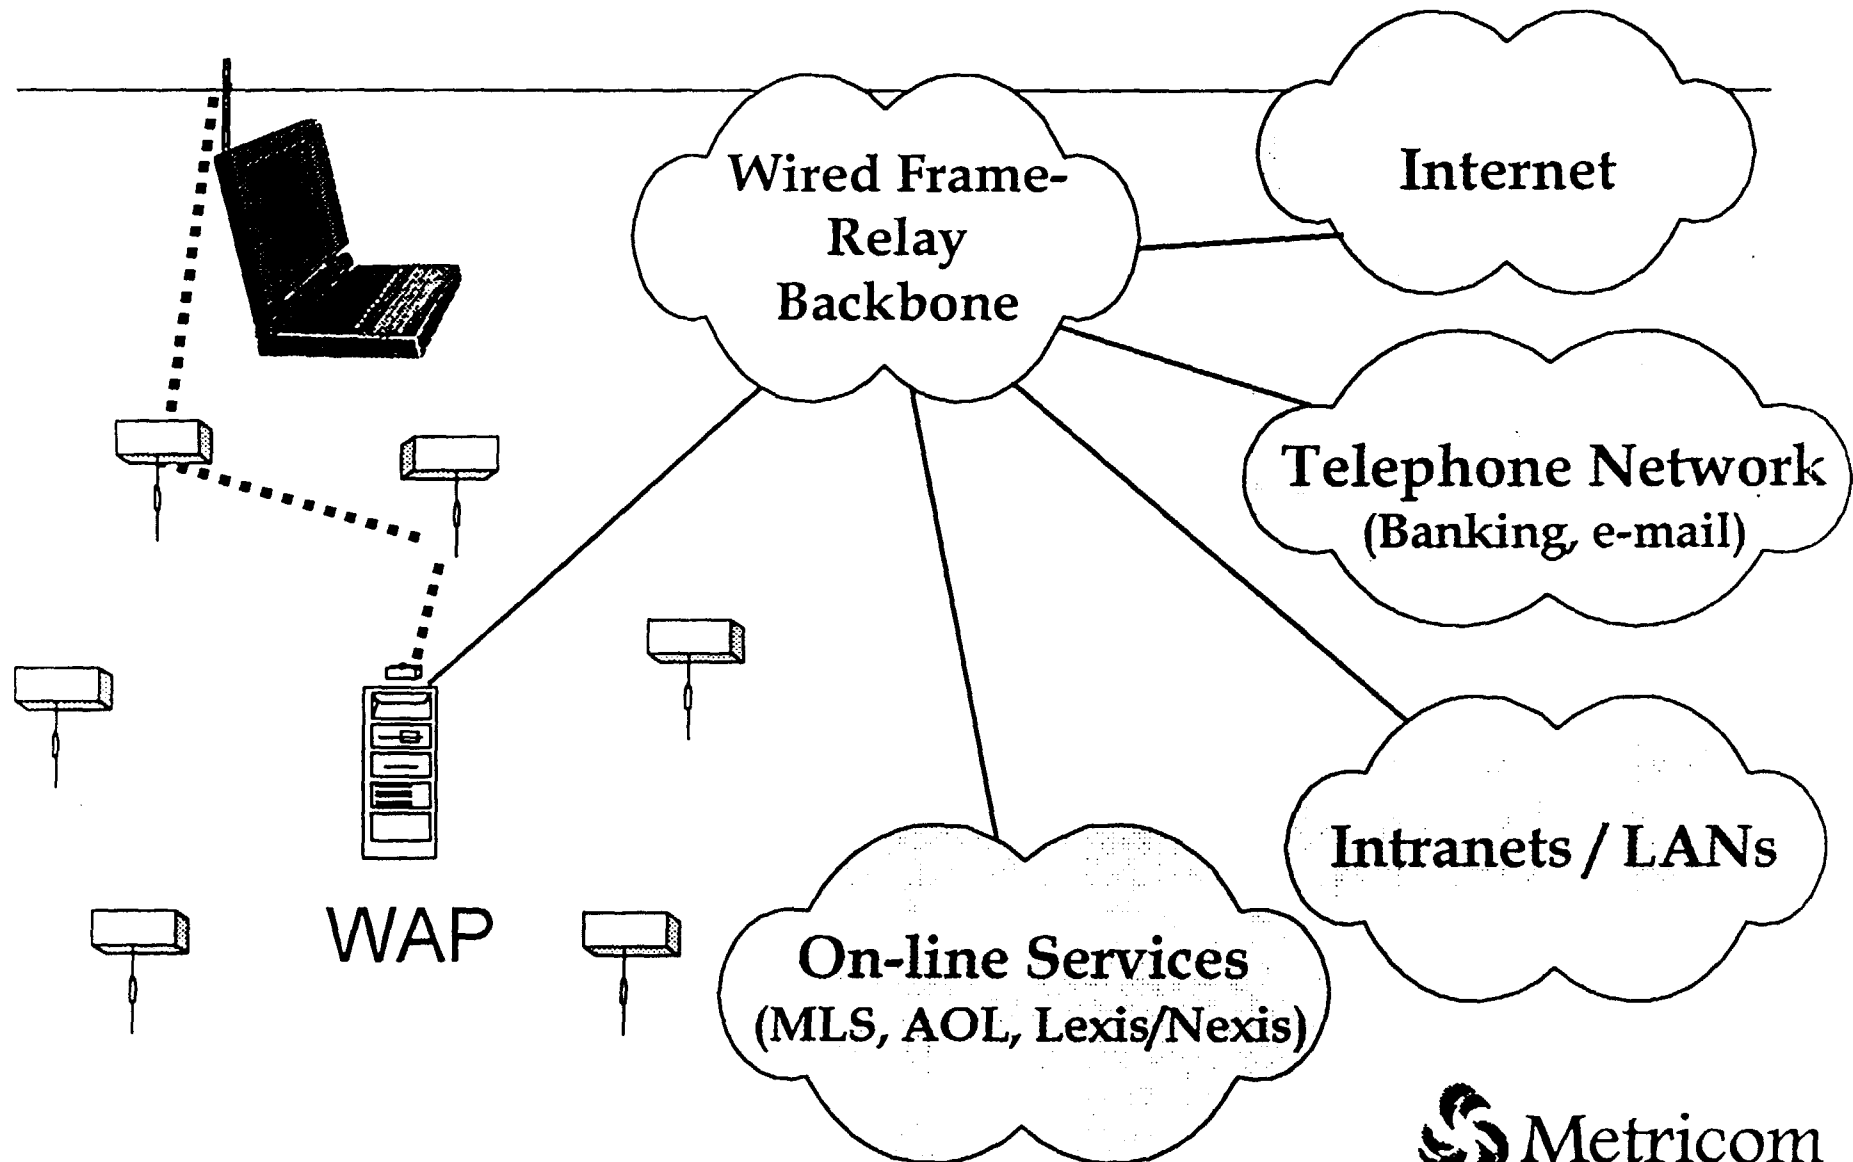 Wired Frame-
Relay
Backbone
Internet
Telephone Network
(Banking, e-mail)
Intranets / LANs
WAP
On-line Services
(MLS, AOL, Lexis/Nexis)
Metricom